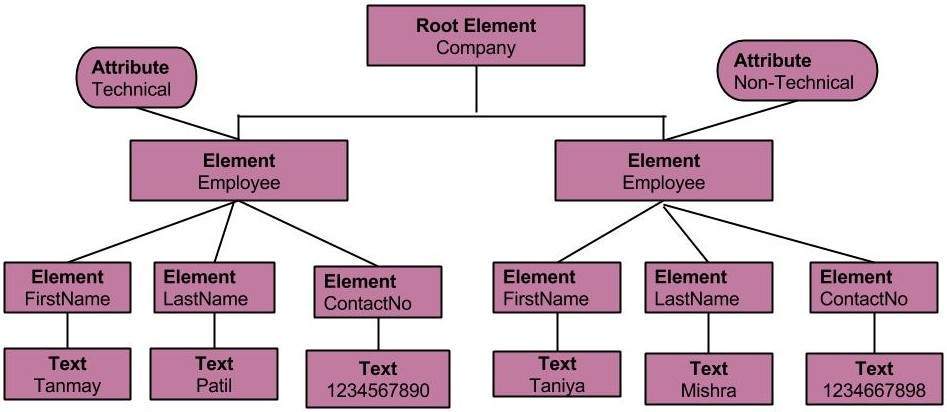 Root Element
Company
Attribute
Technical
Attribute
Non-Technical
Element
Employee
Element
Employee
Element
FirstName
Element
LastName
Element
ContactNo
Element
FirstName
Element
LastName
Element
ContactNo
Text
Tanmay
Text
Patil
Text
1234567890
Text
Taniya
Text
Mishra
Text
1234667898